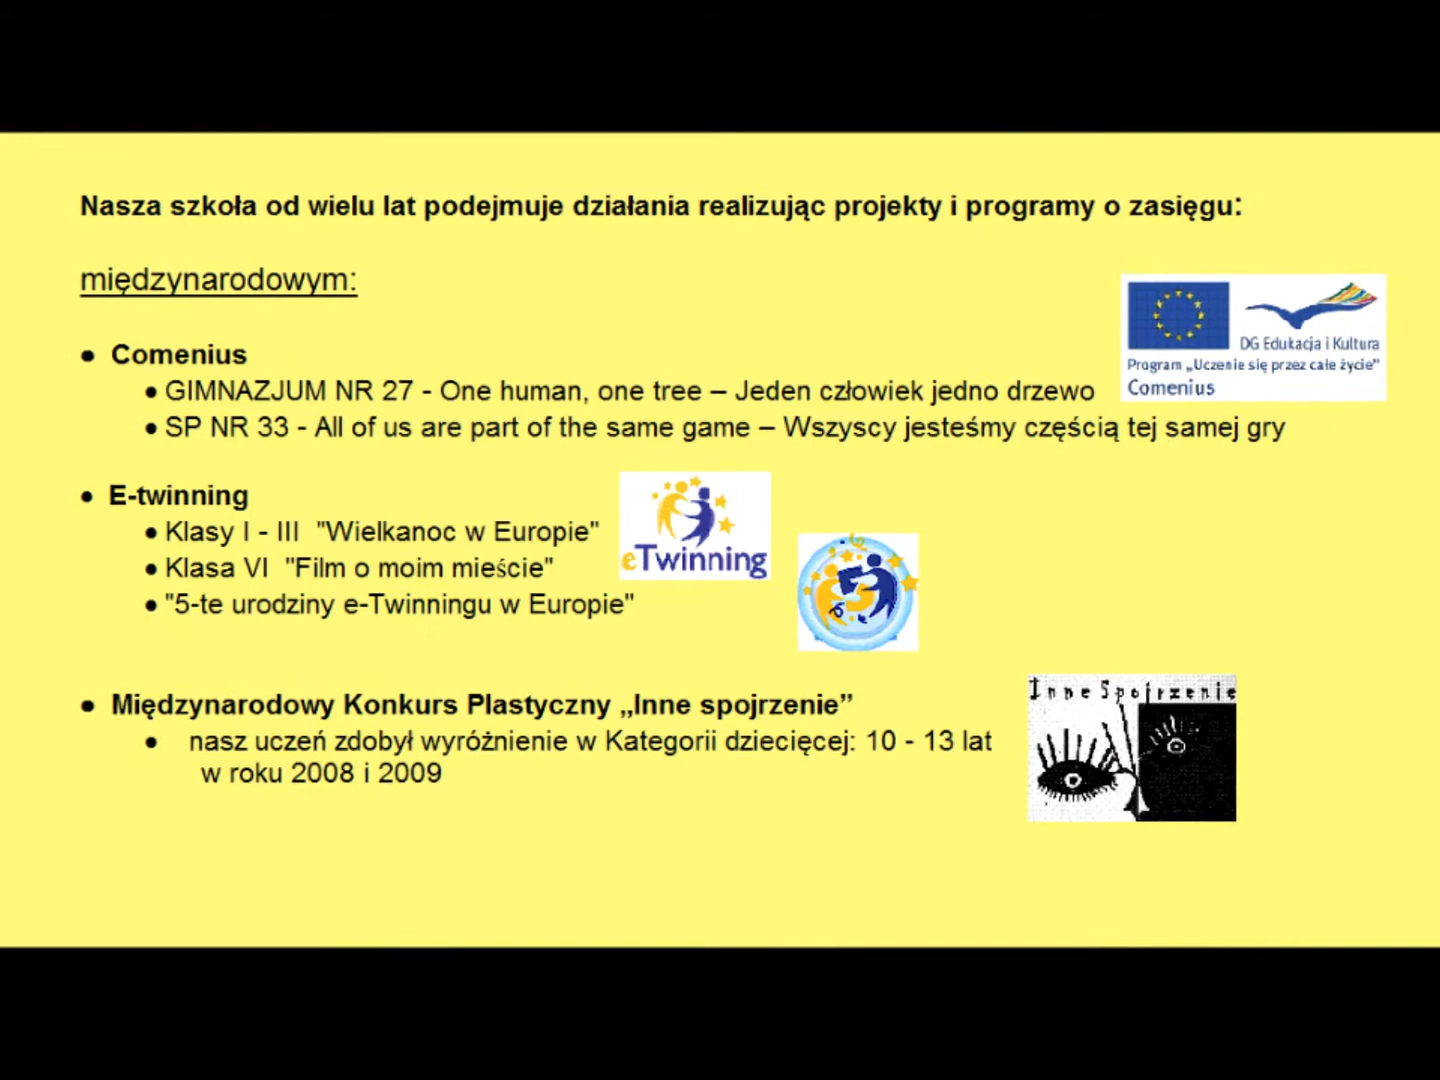 Nasza szkoła od wielu lat podejmuje działania realizując projekty i programy o zasięgu:
międzynarodowym:
DG Edukacja i Kultura
Program „Uczenie się przez całe życie”
Comenius
• Comenius
• GIMNAZJUM NR 27 - One human, one tree – Jeden człowiek jedno drzewo
• SP NR 33 - All of us are part of the same game – Wszyscy jesteśmy częścią tej samej gry
• E-twinning
• Klasy I - III "Wielkanoc w Europie"
• Klasa VI "Film o moim mieście"
• "5-te urodziny e-Twinningu w Europie"
eTwinning
5
• Międzynarodowy Konkurs Plastyczny „Inne spojrzenie”
• nasz uczeń zdobył wyróżnienie w Kategorii dziecięcej: 10 - 13 lat
w roku 2008 i 2009
Inne Spojrzenie